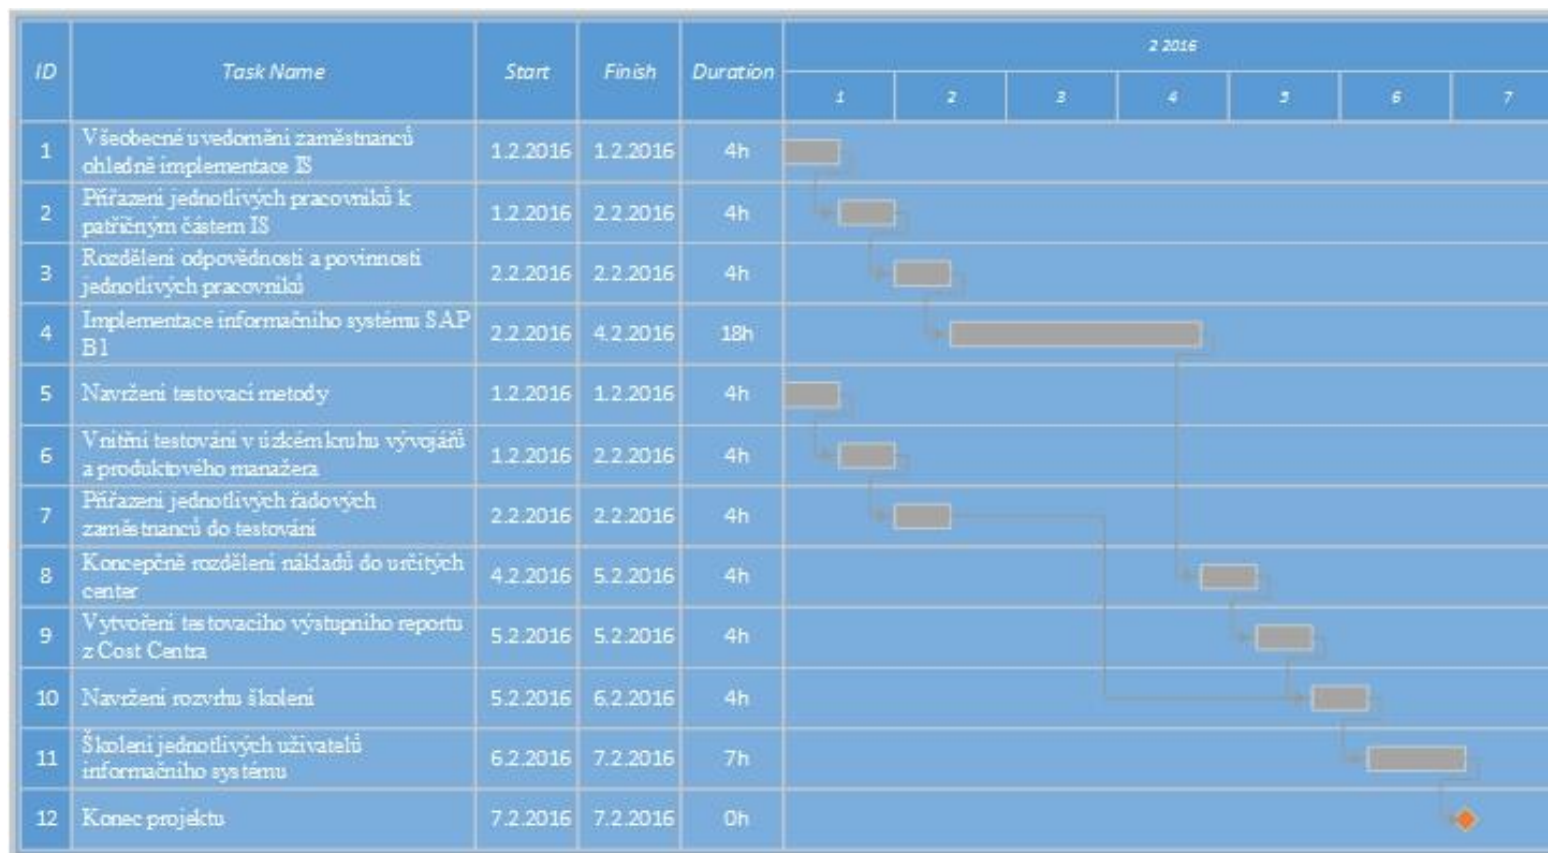 ID Task Name Start Finish Duration 2 2016
1 2 3 4 5 6 7
1 Všeobecné uvedomění zaměstnanců 1.2.2016 1.2.2016 4h
ohledně implementace IS
2 Přiřazení jednotlivých pracovníků k 1.2.2016 2.2.2016 4h
patřičným částem IS
3 Rozdělení odpovědnosti a povinností 2.2.2016 2.2.2016 4h
jednotlivých pracovníků
4 Implementace informačního systému SAP 2.2.2016 4.2.2016 18h
B1
5 Navržení testovací metody 1.2.2016 1.2.2016 4h
6 Vnitřní testování v úzkém kruhu vývojářů 1.2.2016 2.2.2016 4h
a produktového manažera
7 Přiřazení jednotlivých řadových 2.2.2016 2.2.2016 4h
zaměstnanců do testování
8 Koncepčně rozdělení nákladů do určitých 4.2.2016 5.2.2016 4h
center
9 Vytvoření testovacího výstupního reportu 5.2.2016 5.2.2016 4h
z Cost Centra
10 Navržení rozvrhu školení 5.2.2016 6.2.2016 4h
11 Školení jednotlivých uživatelů 6.2.2016 7.2.2016 7h
informačního systému
12 Konec projektu 7.2.2016 7.2.2016 0h